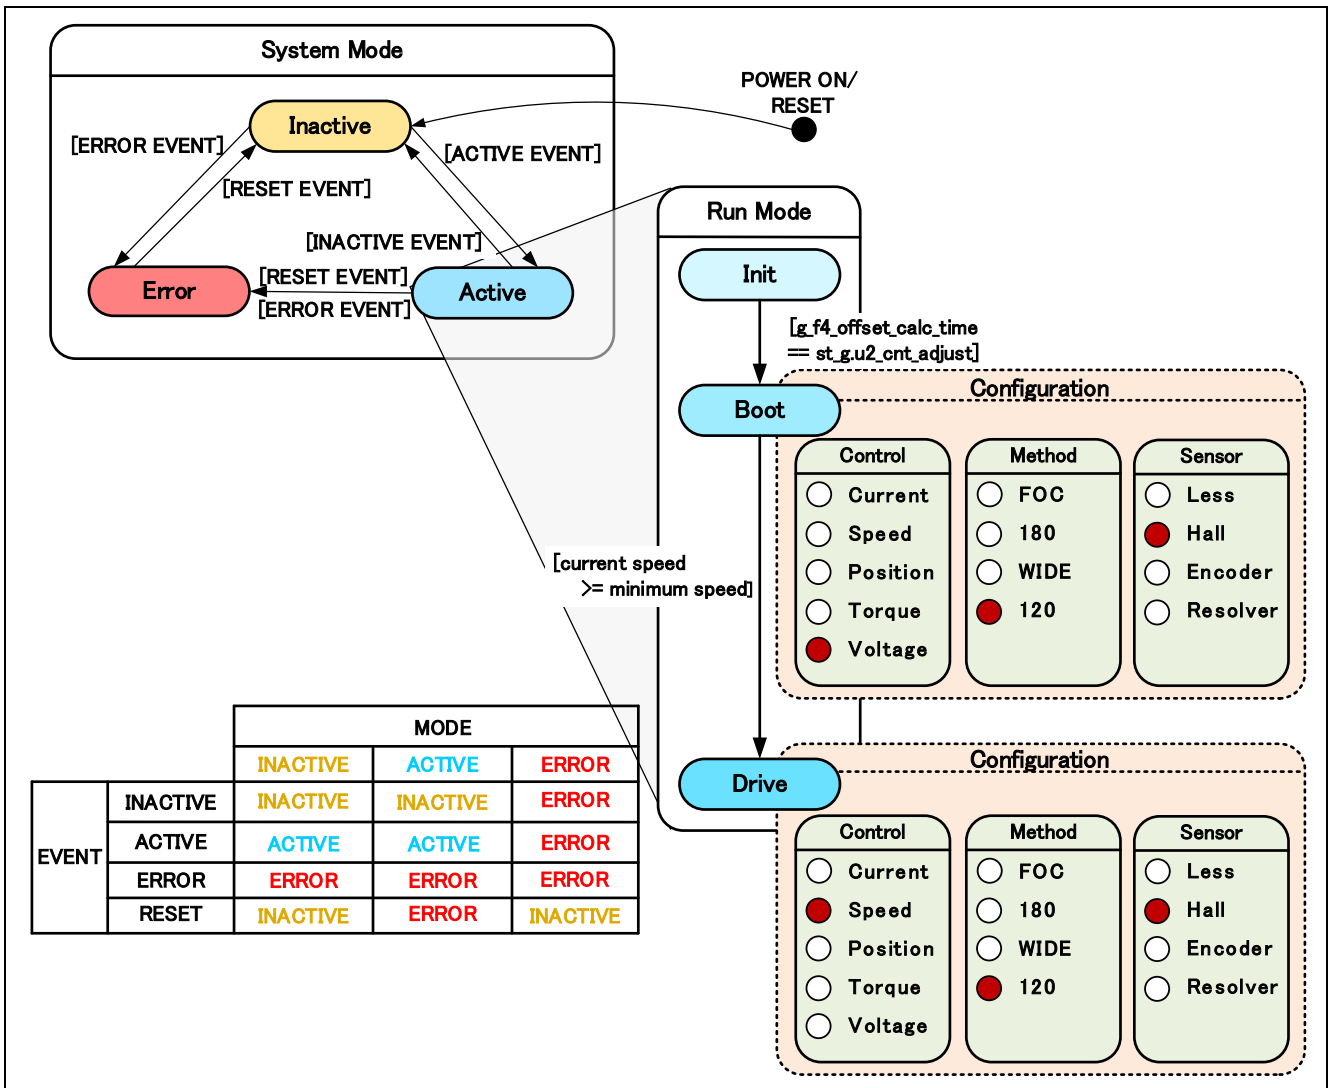 System Mode
POWER ON/
RESET
Inactive
[ERROR EVENT]
[ACTIVE EVENT]
[RESET EVENT]
[INACTIVE EVENT]
Error
[RESET EVENT]
[ERROR EVENT]
Active
Run Mode
Init
[g_f4_offset_calc_time
== st_g.u2_cnt_adjust]
Boot
Configuration
Control
Current
Speed
Position
Torque
Voltage
Method
FOC
180
WIDE
120
Sensor
Less
Hall
Encoder
Resolver
[current speed
>= minimum speed]
Drive
Configuration
Control
Current
Speed
Position
Torque
Voltage
Method
FOC
180
WIDE
120
Sensor
Less
Hall
Encoder
Resolver
MODE
INACTIVE ACTIVE ERROR
EVENT
INACTIVE INACTIVE INACTIVE ERROR
ACTIVE ACTIVE ACTIVE ERROR
ERROR ERROR ERROR ERROR
RESET INACTIVE ERROR INACTIVE